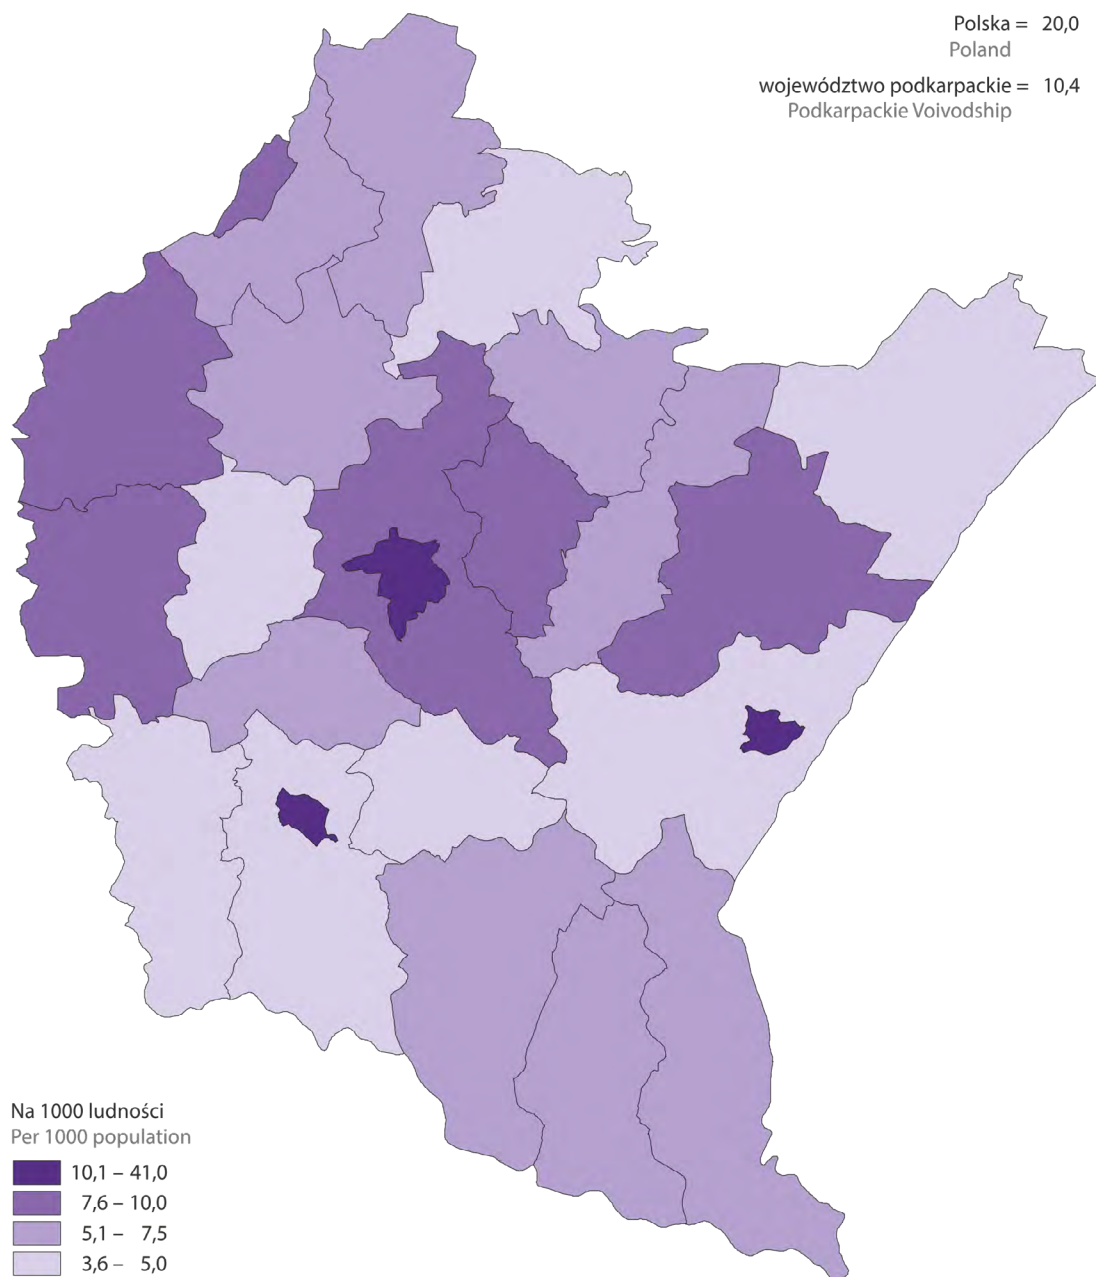 Polska = 20,0
Poland
województwo podkarpackie = 10,4
Podkarpackie Voivodship
Na 1000 ludności
Per 1000 population
10,1 – 41,0
7,6 – 10,0
5,1 – 7,5
3,6 – 5,0